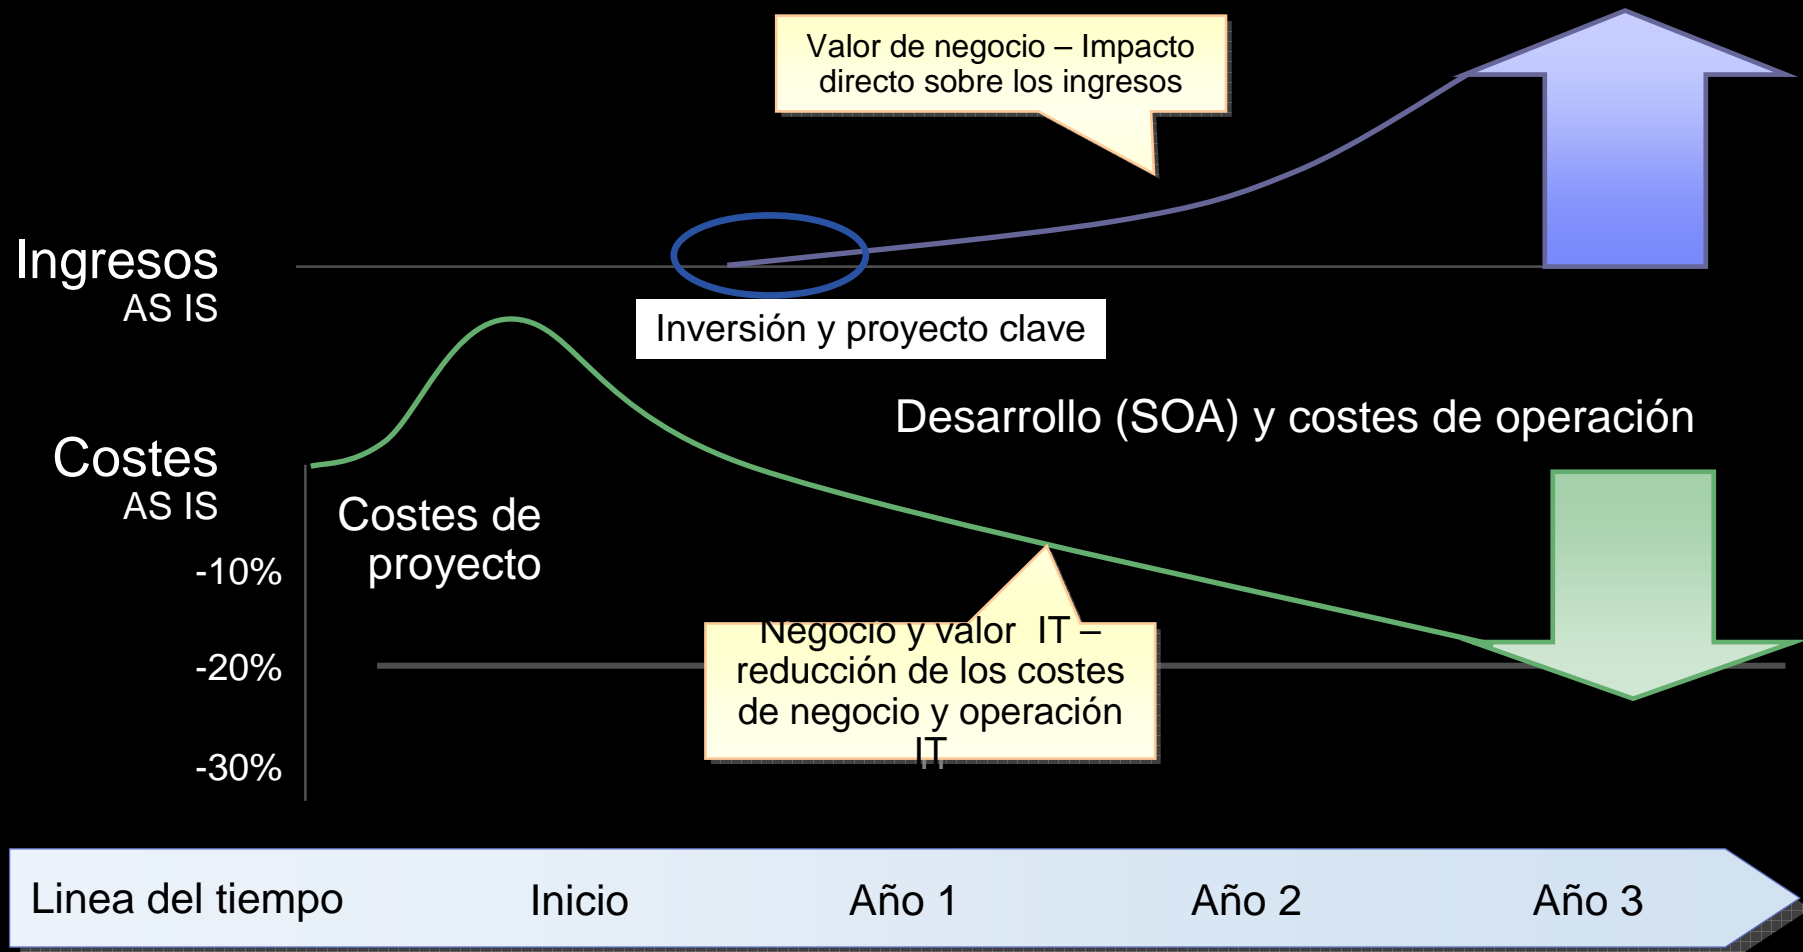 Valor de negocio – Impacto
directo sobre los ingresos
Ingresos
AS IS
Inversión y proyecto clave
Desarrollo (SOA) y costes de operación
Costes
AS IS
Costes de
proyecto
-10%
-20%
-30%
Negocio y valor IT –
reducción de los costes
de negocio y operación
IT
Linea del tiempo
Inicio
Año 1
Año 2
Año 3